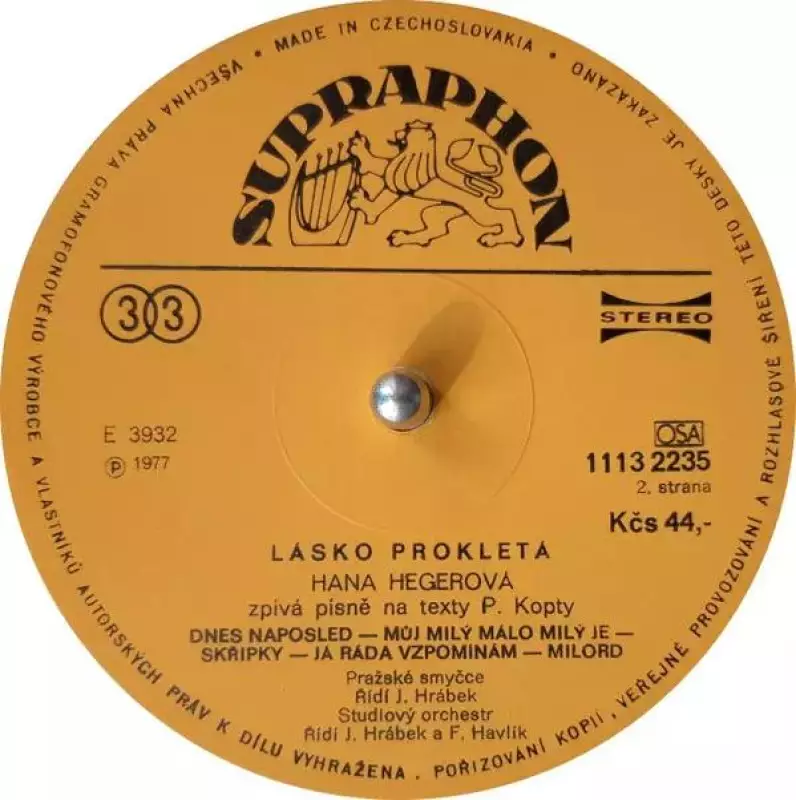 MADE IN CZECHOSLOVAKIA •
VŠECHNA PRÁVA GRAMOFONOVÉHO VÝROBCE A VLASTNÍKŮ AUTORSKÝCH PRÁV K DÍLU VYHRAŽENA. POŘIZOVÁNÍ KOPIÍ, VEŘEJNÉ PROVOZOVÁNÍ A ROZHLASOVÉ ŠÍŘENÍ TÉTO DESKY JE ZAKÁZÁNO •
SUPRAPHON
33
STEREO
E 3932
OSA
℗ 1977
1113 2235
2. strana
Kčs 44,-
LÁSKO PROKLETÁ
HANA HEGEROVÁ
zpívá písně na texty P. Kopty
DNES NAPOSLED — MŮJ MILÝ MÁLO MILÝ JE —
SKŘIPKY — JÁ RÁDA VZPOMÍNÁM — MILORD
Pražské smyčce
Řídí J. Hrábek
Studiový orchestr
Řídí J. Hrábek a F. Havlík